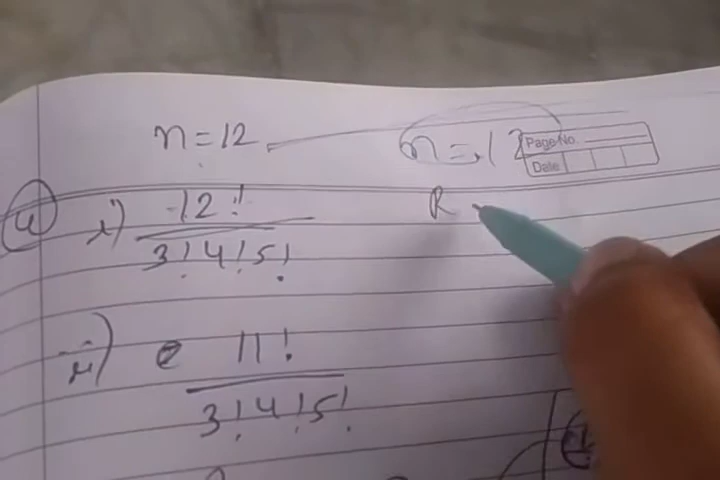 n = 12
n = 12
Page No.
Date
4
i) 12!
3! 4! 5!
R
ii) 11!
3! 4! 5!